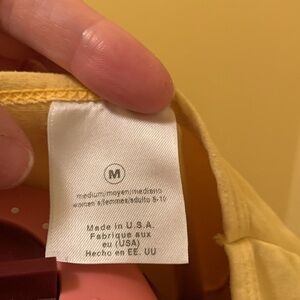 M
medium/moyen/mediano
women's/femmes/adulto 8-10
Made in U.S.A.
Fabrique aux
eu (USA)
Hecho en EE. UU